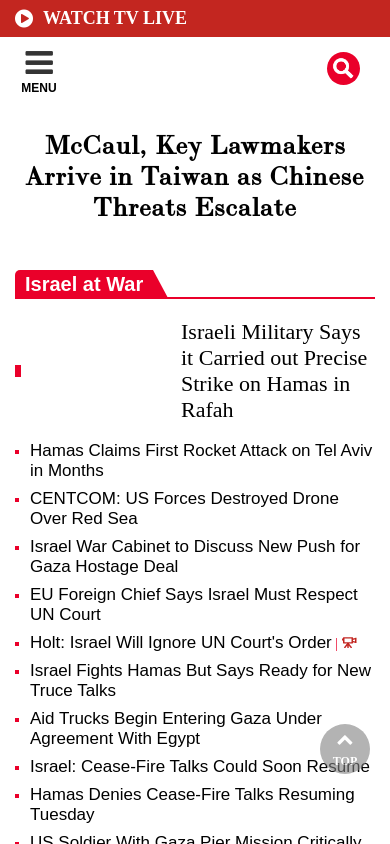 WATCH TV LIVE
MENU
McCaul, Key Lawmakers
Arrive in Taiwan as Chinese
Threats Escalate
Israel at War
Israeli Military Says
it Carried out Precise
Strike on Hamas in
Rafah
Hamas Claims First Rocket Attack on Tel Aviv
in Months
CENTCOM: US Forces Destroyed Drone
Over Red Sea
Israel War Cabinet to Discuss New Push for
Gaza Hostage Deal
EU Foreign Chief Says Israel Must Respect
UN Court
Holt: Israel Will Ignore UN Court's Order |
Israel Fights Hamas But Says Ready for New
Truce Talks
Aid Trucks Begin Entering Gaza Under
Agreement With Egypt
Israel: Cease-Fire Talks Could Soon Resume
TOP
Hamas Denies Cease-Fire Talks Resuming
Tuesday
US Soldier With Gaza Pier Mission Critically